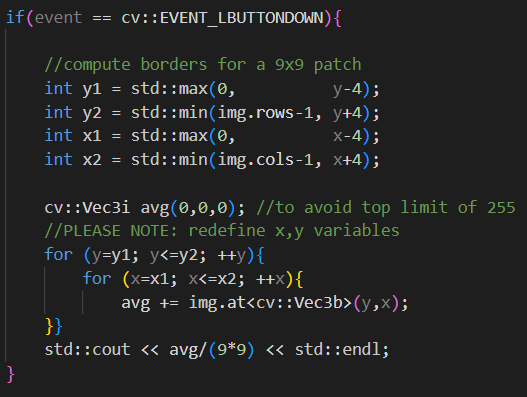 if(event == cv::EVENT_LBUTTONDOWN){
//compute borders for a 9x9 patch
int y1 = std::max(0,          y-4);
int y2 = std::min(img.rows-1, y+4);
int x1 = std::max(0,          x-4);
int x2 = std::min(img.cols-1, x+4);
cv::Vec3i avg(0,0,0); //to avoid top limit of 255
//PLEASE NOTE: redefine x,y variables
for (y=y1; y<=y2; ++y){
for (x=x1; x<=x2; ++x){
avg += img.at<cv::Vec3b>(y,x);
}}
std::cout << avg/(9*9) << std::endl;
}